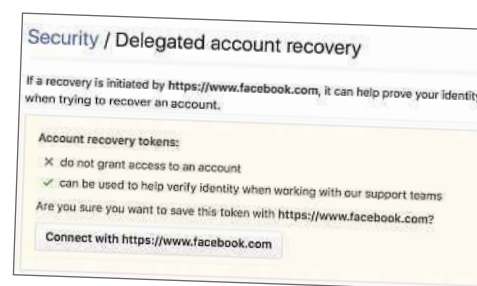 Security / Delegated account recovery
If a recovery is initiated by https://www.facebook.com, it can help prove your identity
when trying to recover an account.
Account recovery tokens:
✕ do not grant access to an account
✓ can be used to help verify identity when working with our support teams
Are you sure you want to save this token with https://www.facebook.com?
Connect with https://www.facebook.com